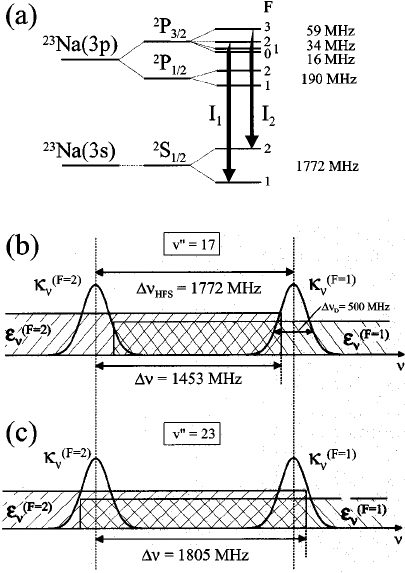 (a)
F
²³Na(3p)
²P₃/₂
3
2
1
0
59 MHz
34 MHz
16 MHz
²P₁/₂
2
1
190 MHz
I₁ I₂
²³Na(3s) ²S₁/₂
2
1
1772 MHz
(b) v'' = 17
κν(F=2) κν(F=1)
ΔνHFS = 1772 MHz
ΔνD = 500 MHz
εν(F=2) εν(F=1)
ν
Δν = 1453 MHz
(c) v'' = 23
κν(F=2) κν(F=1)
εν(F=2) εν(F=1)
ν
Δν = 1805 MHz